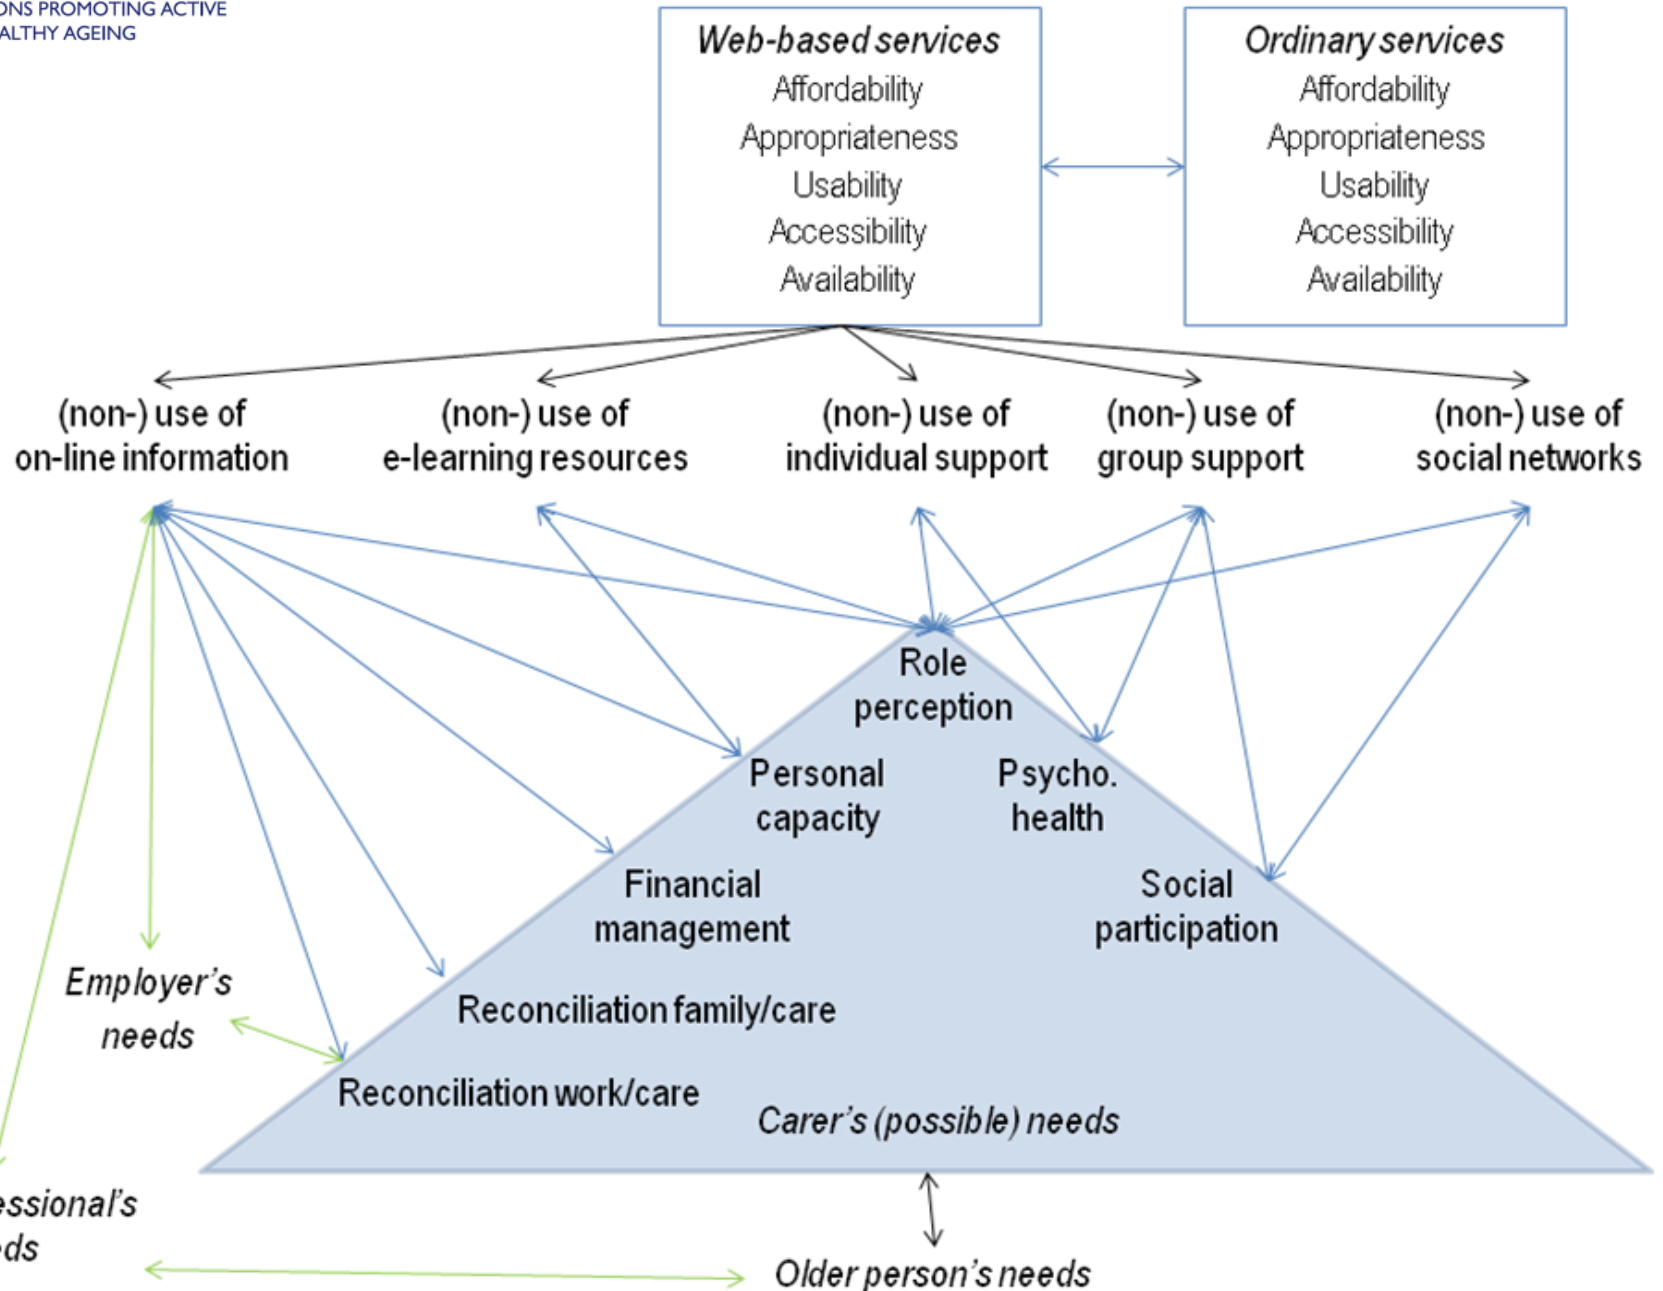 ONS PROMOTING ACTIVE
ALTHY AGEING
Web-based services
Affordability
Appropriateness
Usability
Accessibility
Availability
Ordinary services
Affordability
Appropriateness
Usability
Accessibility
Availability
(non-) use of
on-line information
(non-) use of
e-learning resources
(non-) use of
individual support
(non-) use of
group support
(non-) use of
social networks
Role
perception
Personal
capacity
Psycho.
health
Financial
management
Social
participation
Employer’s
needs
Reconciliation family/care
Reconciliation work/care
Carer’s (possible) needs
essional’s
eds
Older person’s needs